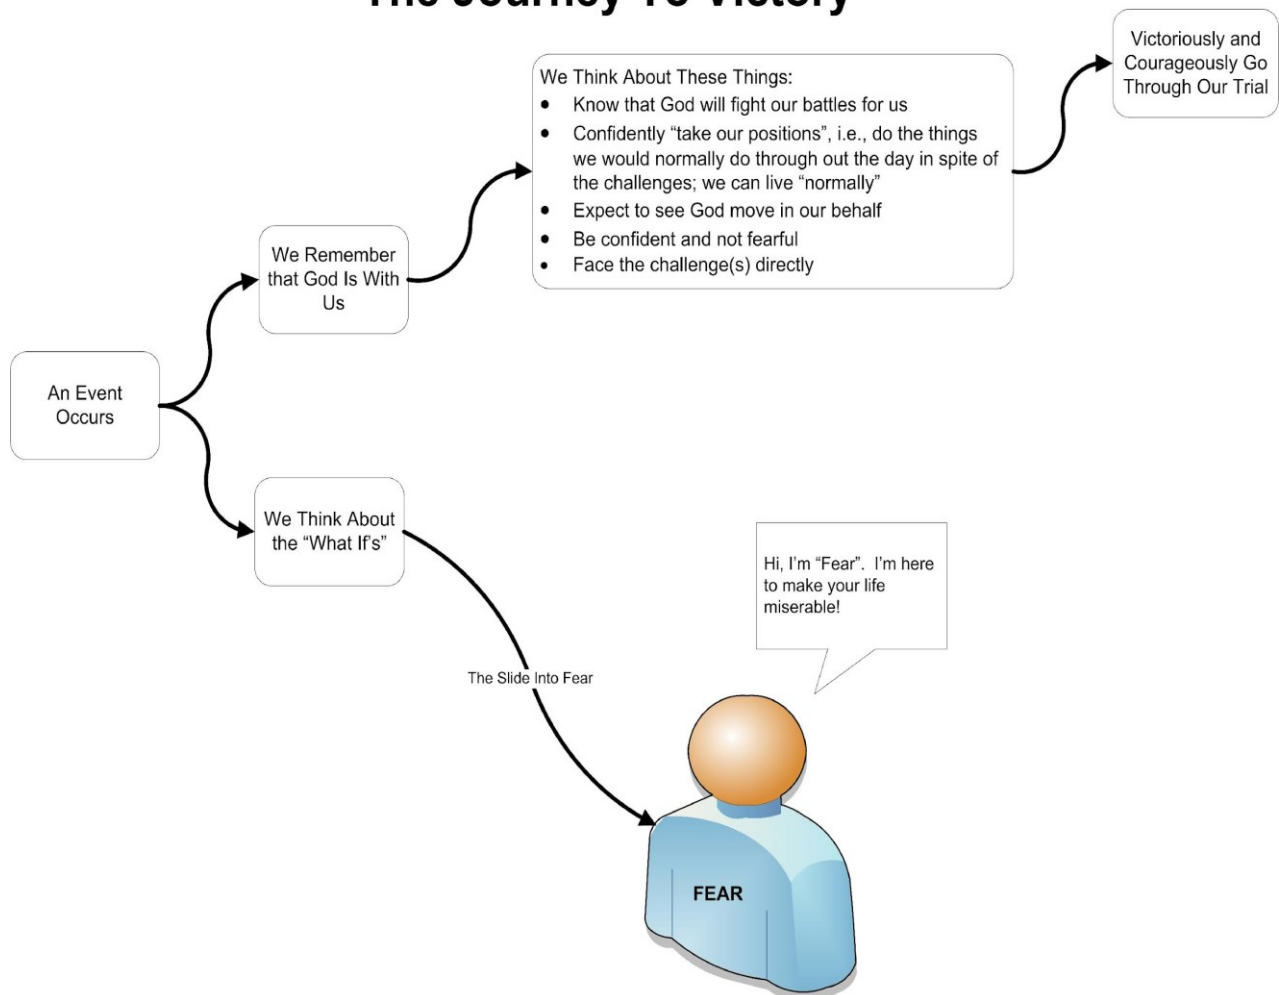 The Journey To Victory
Victoriously and
Courageously Go
Through Our Trial
We Think About These Things:
• Know that God will fight our battles for us
• Confidently “take our positions”, i.e., do the things
we would normally do through out the day in spite of
the challenges; we can live “normally”
• Expect to see God move in our behalf
• Be confident and not fearful
• Face the challenge(s) directly
We Remember
that God Is With
Us
An Event
Occurs
We Think About
the “What If’s”
The Slide Into Fear
Hi, I’m “Fear”. I’m here
to make your life
miserable!
FEAR